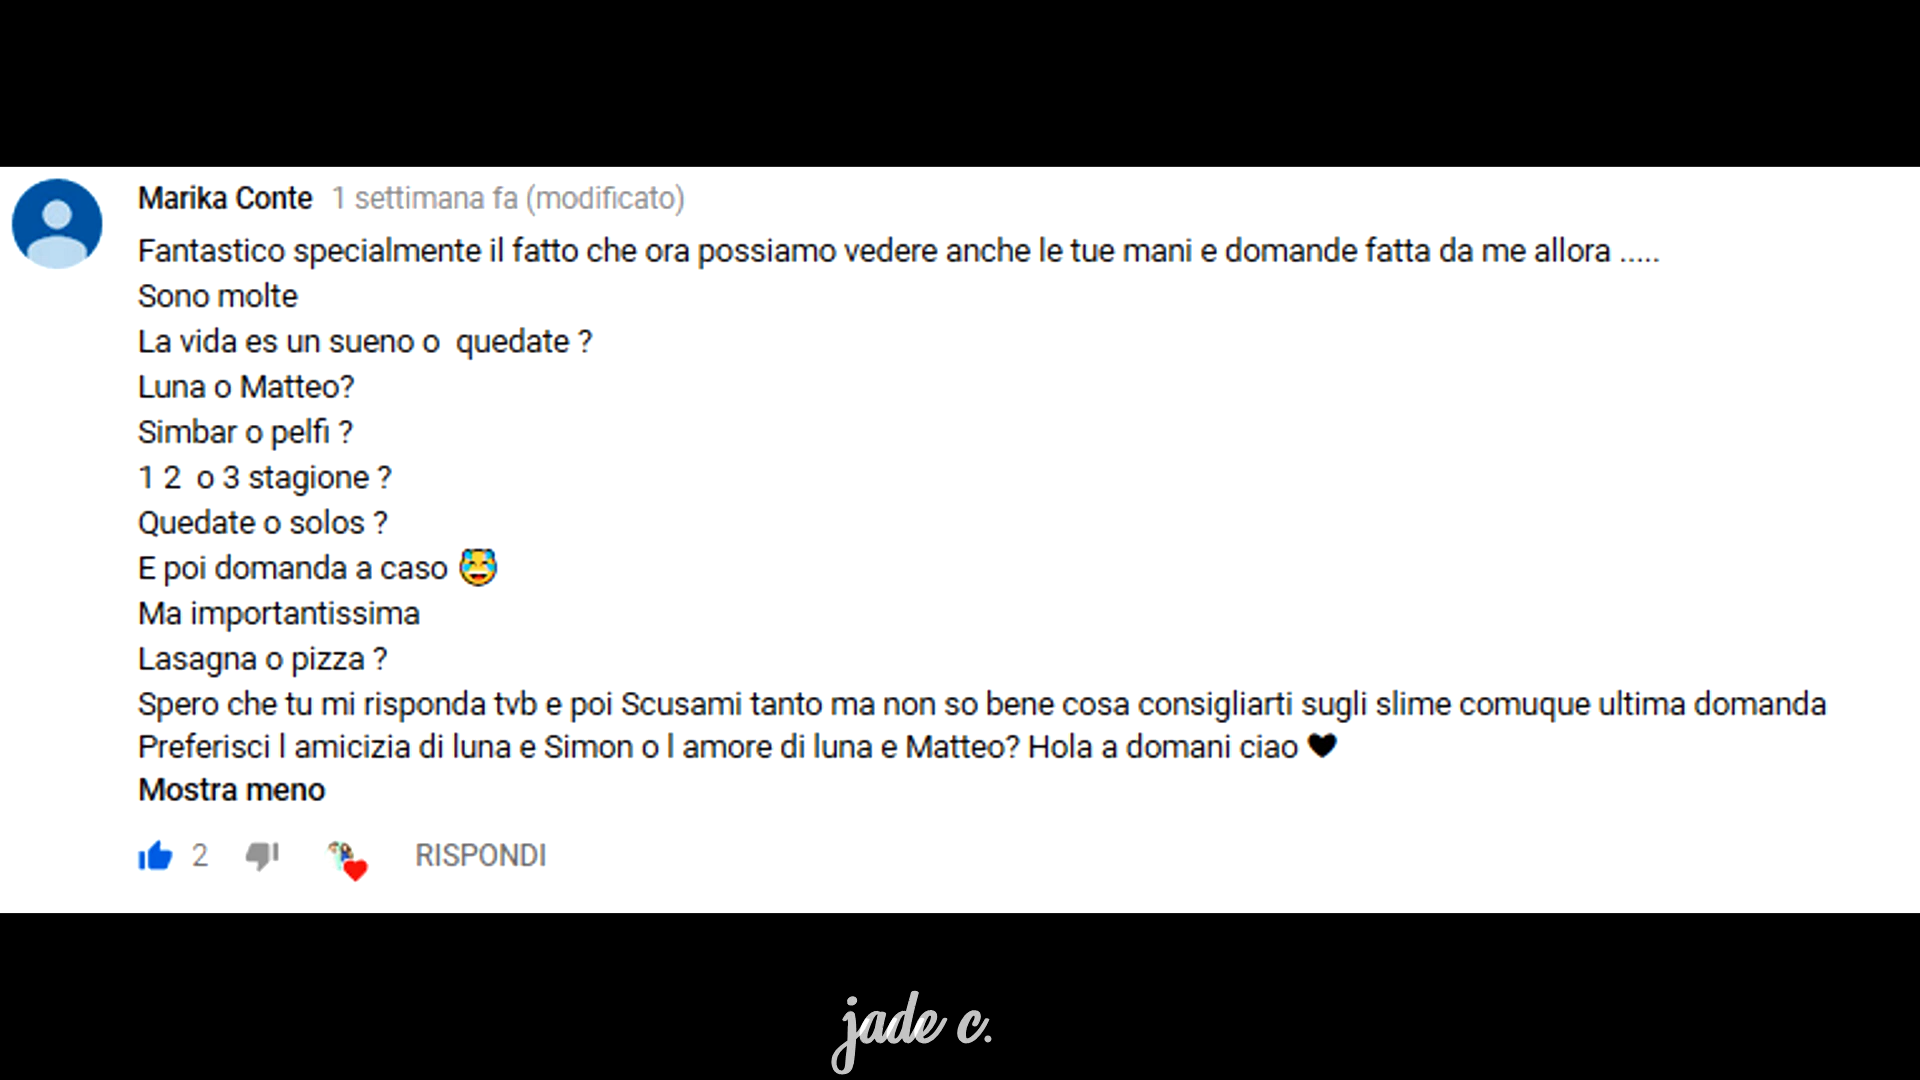 Marika Conte 1 settimana fa (modificato)
Fantastico specialmente il fatto che ora possiamo vedere anche le tue mani e domande fatta da me allora .....
Sono molte
La vida es un sueno o  quedate ?
Luna o Matteo?
Simbar o pelfi ?
1 2  o 3 stagione ?
Quedate o solos ?
E poi domanda a caso 😹
Ma importantissima
Lasagna o pizza ?
Spero che tu mi risponda tvb e poi Scusami tanto ma non so bene cosa consigliarti sugli slime comuque ultima domanda
Preferisci l amicizia di luna e Simon o l amore di luna e Matteo? Hola a domani ciao ♥
Mostra meno
2 RISPONDI
jade c.